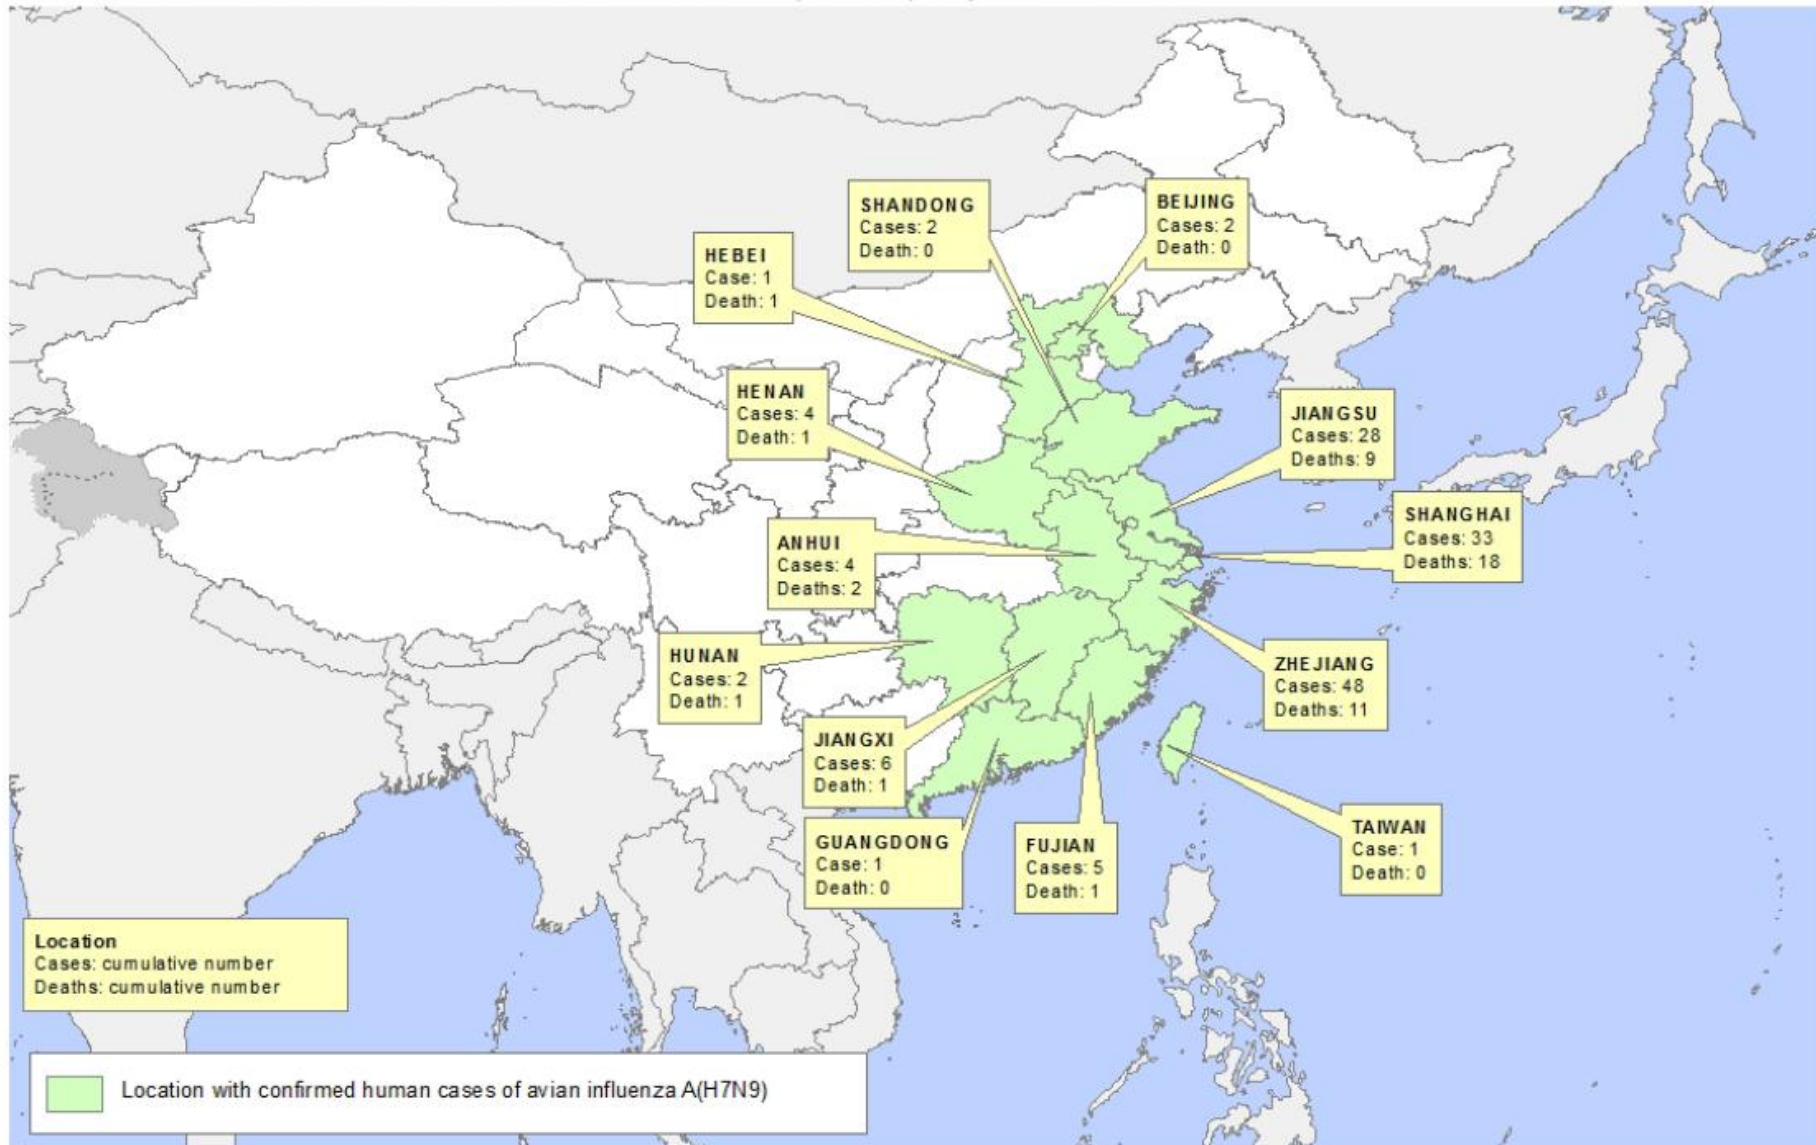 SHANDONG
Cases: 2
Death: 0
BEIJING
Cases: 2
Death: 0
HEBEI
Case: 1
Death: 1
HENAN
Cases: 4
Death: 1
JIANGSU
Cases: 28
Deaths: 9
SHANGHAI
Cases: 33
Deaths: 18
ANHUI
Cases: 4
Deaths: 2
HUNAN
Cases: 2
Death: 1
ZHEJIANG
Cases: 48
Deaths: 11
JIANGXI
Cases: 6
Death: 1
GUANGDONG
Case: 1
Death: 0
FUJIAN
Cases: 5
Death: 1
TAIWAN
Case: 1
Death: 0
Location
Cases: cumulative number
Deaths: cumulative number
Location with confirmed human cases of avian influenza A(H7N9)